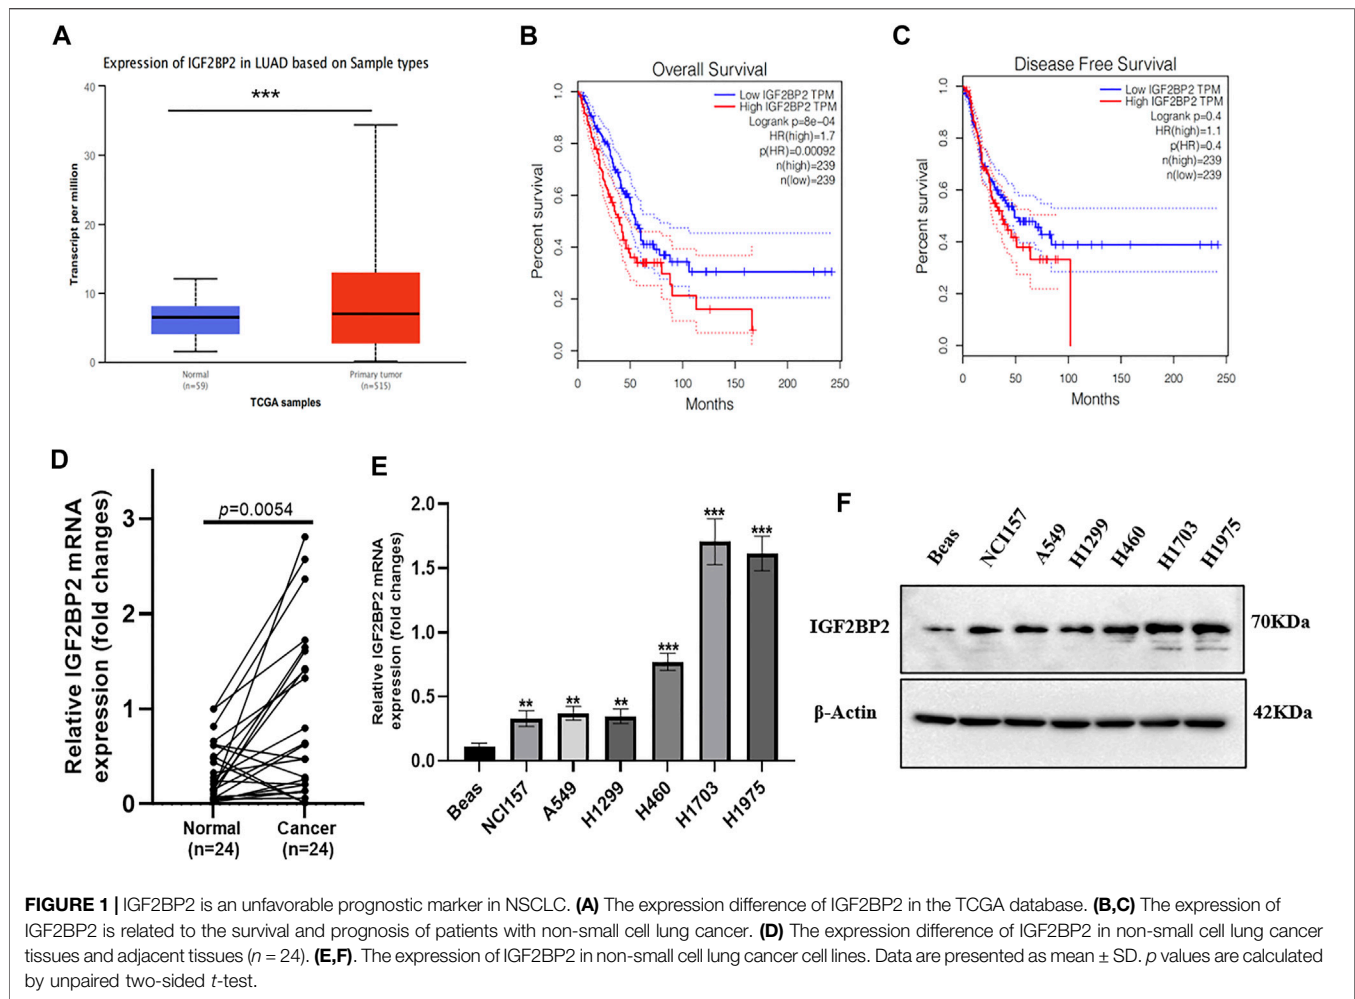 A
Expression of IGF2BP2 in LUAD based on Sample types
***
Transcript per million
40
30
20
10
0
Normal
(n=59)
Primary tumor
(n=515)
TCGA samples
B
Overall Survival
Low IGF2BP2 TPM
High IGF2BP2 TPM
Logrank p=8e−04
HR(high)=1.7
p(HR)=0.00092
n(high)=239
n(low)=239
Percent survival
1.0
0.8
0.6
0.4
0.2
0.0
0 50 100 150 200 250
Months
C
Disease Free Survival
Low IGF2BP2 TPM
High IGF2BP2 TPM
Logrank p=0.4
HR(high)=1.1
p(HR)=0.4
n(high)=239
n(low)=239
Percent survival
1.0
0.8
0.6
0.4
0.2
0.0
0 50 100 150 200 250
Months
D
p=0.0054
Relative IGF2BP2 mRNA
expression (fold changes)
3
2
1
0
Normal
(n=24)
Cancer
(n=24)
E
Relative IGF2BP2 mRNA
expression (fold changes)
2.0
1.5
1.0
0.5
0.0
** ** ** *** *** ***
Beas NCI157 A549 H1299 H460 H1703 H1975
F
Beas NCI157 A549 H1299 H460 H1703 H1975
IGF2BP2 70KDa
β-Actin 42KDa
FIGURE 1 | IGF2BP2 is an unfavorable prognostic marker in NSCLC. (A) The expression difference of IGF2BP2 in the TCGA database. (B,C) The expression of
IGF2BP2 is related to the survival and prognosis of patients with non-small cell lung cancer. (D) The expression difference of IGF2BP2 in non-small cell lung cancer
tissues and adjacent tissues (n = 24). (E,F). The expression of IGF2BP2 in non-small cell lung cancer cell lines. Data are presented as mean ± SD. p values are calculated
by unpaired two-sided t-test.